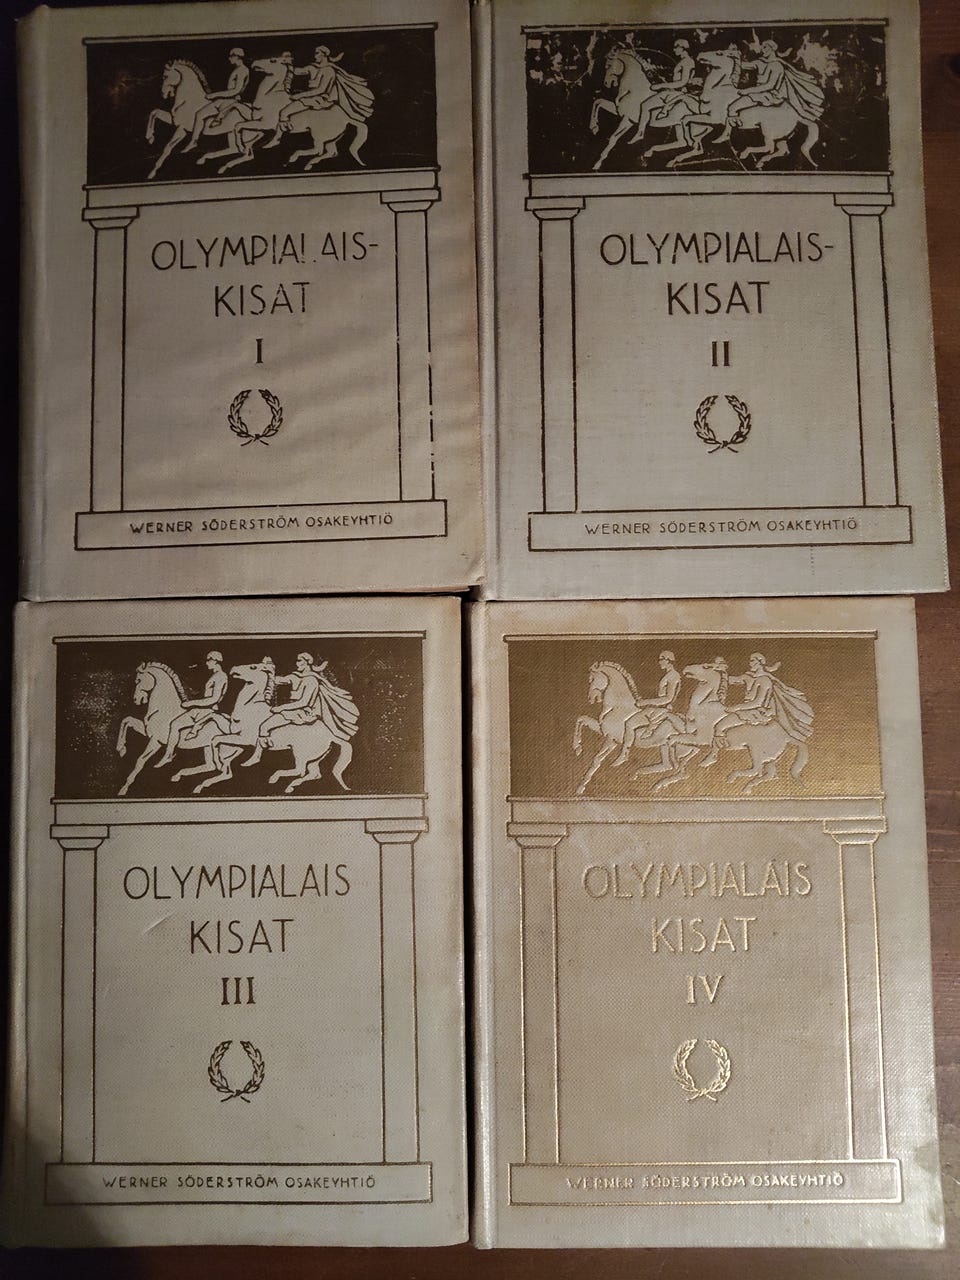 OLYMPIALAIS-
KISAT
I
WERNER SÖDERSTRÖM OSAKEYHTIÖ
OLYMPIALAIS-
KISAT
II
WERNER SÖDERSTRÖM OSAKEYHTIÖ
OLYMPIALAIS
KISAT
III
WERNER SÖDERSTRÖM OSAKEYHTIÖ
OLYMPIALAIS
KISAT
IV
WERNER SÖDERSTRÖM OSAKEYHTIÖ